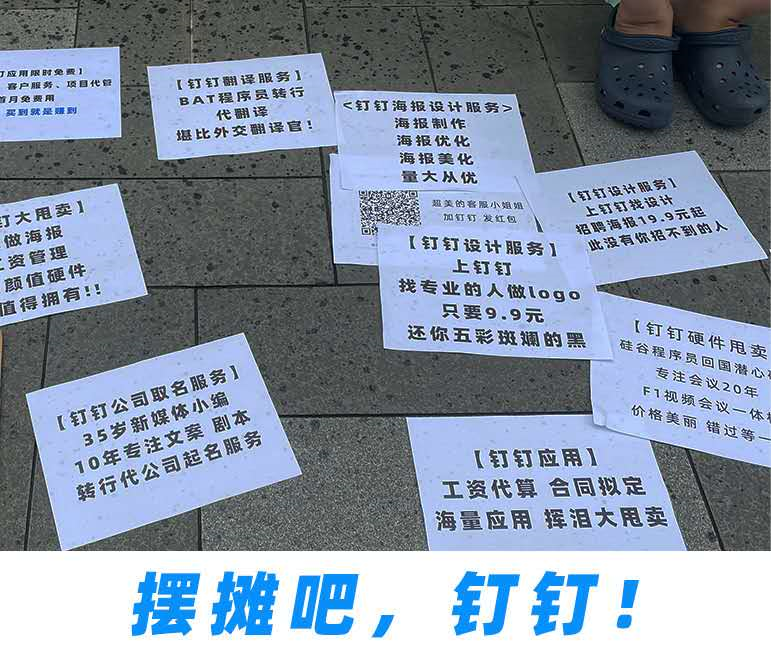 钉应用限时免费】
客户服务、项目代管
首月免费用
买到就是赚到
【钉钉翻译服务】
BAT程序员转行
代翻译
堪比外交翻译官！
<钉钉海报设计服务>
海报制作
海报优化
海报美化
量大从优
超美的客服小姐姐
加钉钉 发红包
【钉钉设计服务】
上钉钉找设计
招聘海报19.9元起
此没有你招不到的人
钉大甩卖】
做海报
工资管理
颜值硬件
值得拥有!!
【钉钉设计服务】
上钉钉
找专业的人做logo
只要9.9元
还你五彩斑斓的黑
【钉钉硬件甩卖
硅谷程序员回国潜心
专注会议20年
F1视频会议一体
价格美丽 错过等一
【钉钉公司取名服务】
35岁新媒体小编
10年专注文案 剧本
转行代公司起名服务
【钉钉应用】
工资代算 合同拟定
海量应用 挥泪大甩卖
摆摊吧，钉钉！